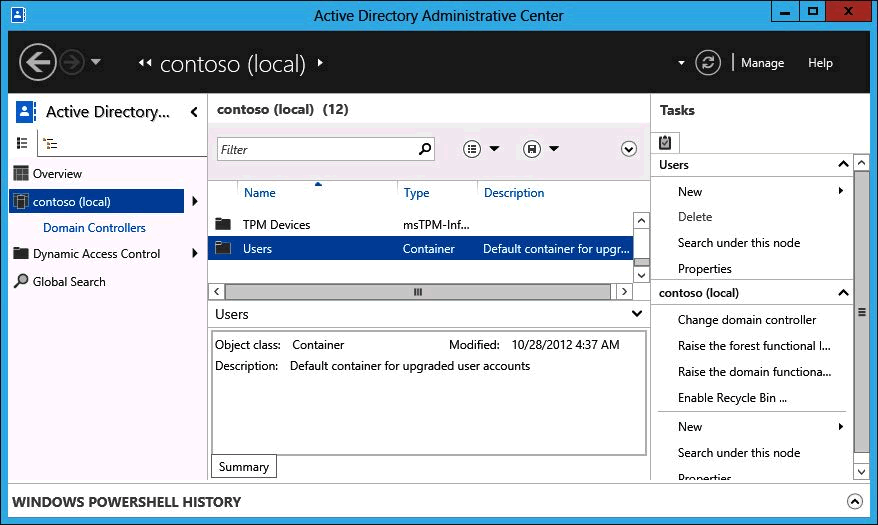 Active Directory Administrative Center
contoso (local)
Manage
Help
Active Directory...
Overview
contoso (local)
Domain Controllers
Dynamic Access Control
Global Search
contoso (local) (12)
Filter
Name Type Description
TPM Devices msTPM-Inf...
Users Container Default container for upgr...
Users
Object class: Container Modified: 10/28/2012 4:37 AM
Description: Default container for upgraded user accounts
Summary
Tasks
Users
New
Delete
Search under this node
Properties
contoso (local)
Change domain controller
Raise the forest functional l...
Raise the domain functiona...
Enable Recycle Bin ...
New
Search under this node
Properties
WINDOWS POWERSHELL HISTORY